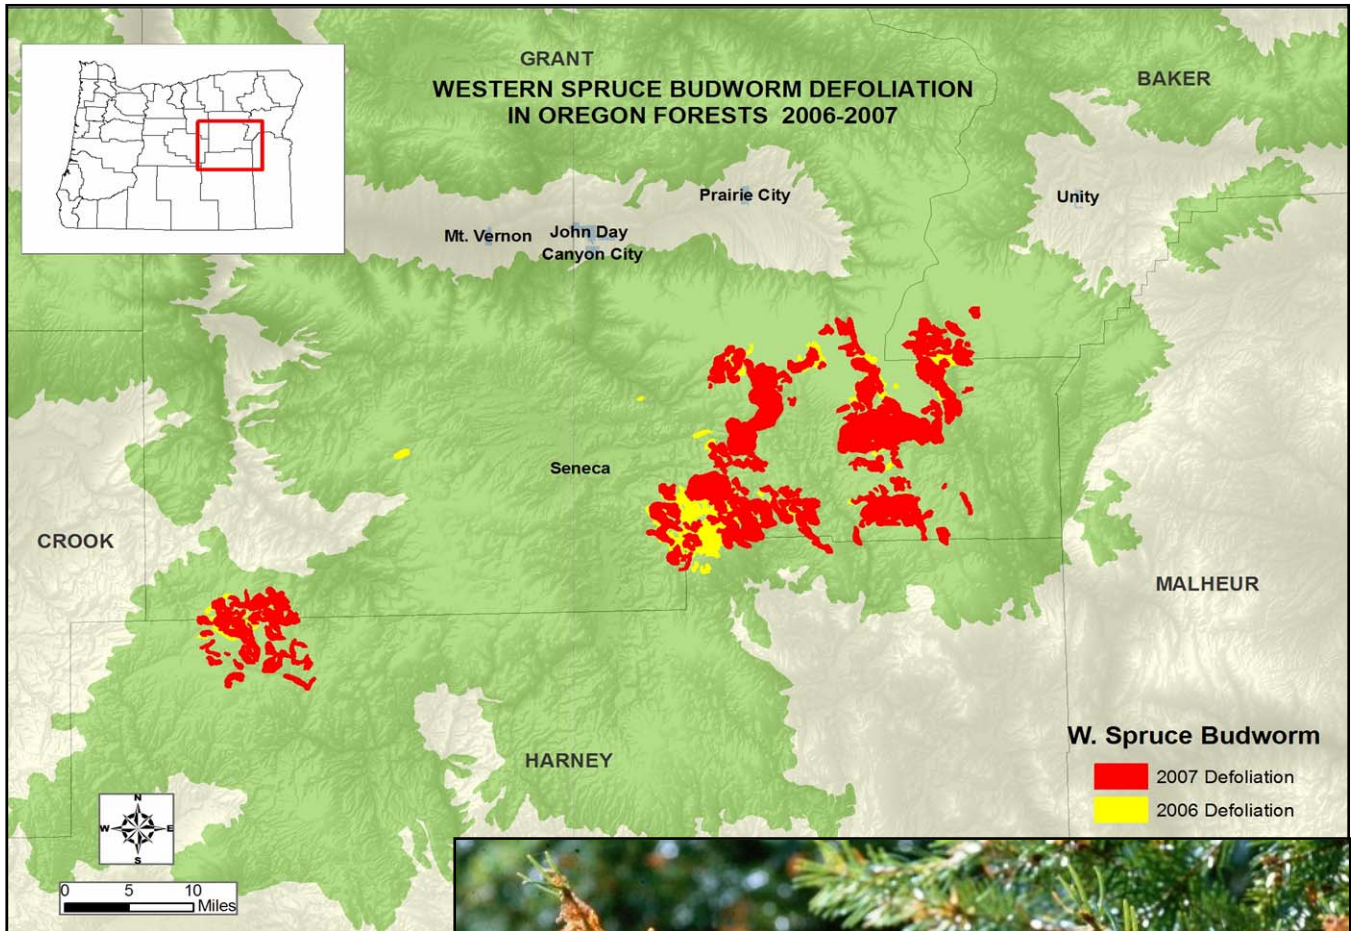 GRANT
WESTERN SPRUCE BUDWORM DEFOLIATION
IN OREGON FORESTS 2006-2007
BAKER
Prairie City
Unity
Mt. Vernon
John Day
Canyon City
Seneca
CROOK
MALHEUR
HARNEY
W. Spruce Budworm
2007 Defoliation
2006 Defoliation
N
W E
S
0 5 10
Miles